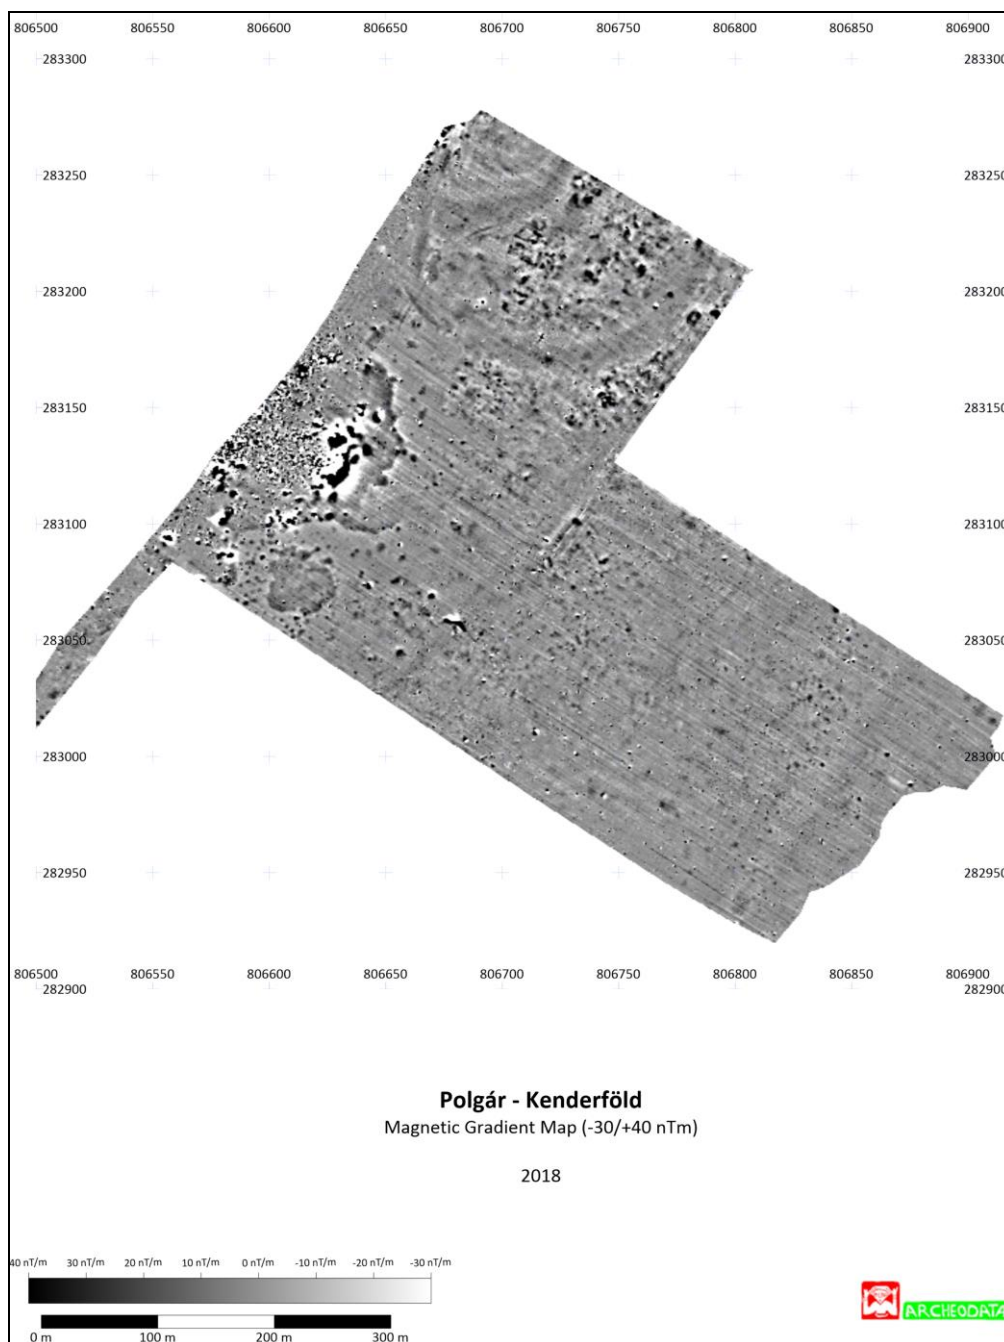 806500 806550 806600 806650 806700 806750 806800 806850 806900
283300 283300
283250 283250
283200 283200
283150 283150
283100 283100
283050 283050
283000 283000
282950 282950
806500 806550 806600 806650 806700 806750 806800 806850 806900
282900 282900
Polgár - Kenderföld
Magnetic Gradient Map (-30/+40 nTm)
2018
40 nT/m 30 nT/m 20 nT/m 10 nT/m 0 nT/m -10 nT/m -20 nT/m -30 nT/m
ARCHEODATA
0 m 100 m 200 m 300 m